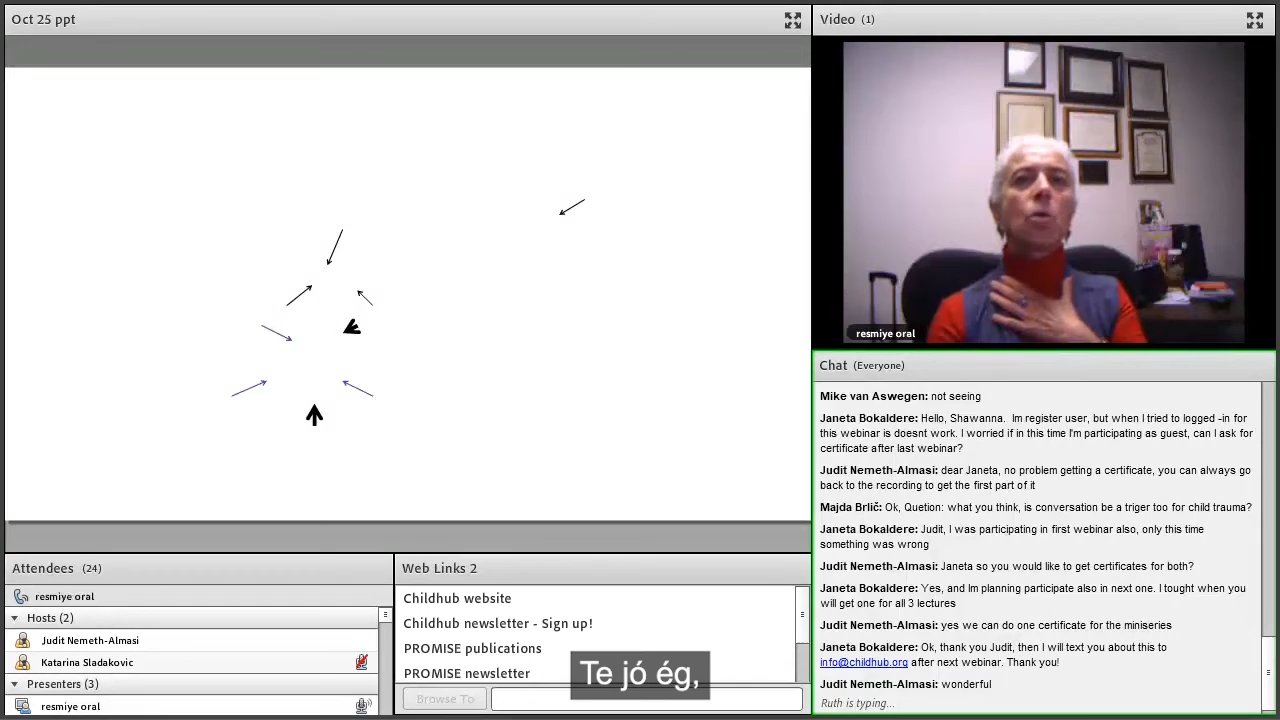 Oct 25 ppt
Video (1)
resmiye oral
Chat (Everyone)
Mike van Aswegen: not seeing
Janeta Bokaldere: Hello, Shawanna. Im register user, but when I tried to logged -in for
this webinar is doesnt work. I worried if in this time I'm participating as guest, can I ask for
certificate after last webinar?
Judit Nemeth-Almasi: dear Janeta, no problem getting a certificate, you can always go
back to the recording to get the first part of it
Majda Brlič: Ok, Quetion: what you think, is conversation be a triger too for child trauma?
Janeta Bokaldere: Judit, I was participating in first webinar also, only this time
something was wrong
Judit Nemeth-Almasi: Janeta so you would like to get certificates for both?
Janeta Bokaldere: Yes, and Im planning participate also in next one. I tought when you
will get one for all 3 lectures
Judit Nemeth-Almasi: yes we can do one certificate for the miniseries
Janeta Bokaldere: Ok, thank you Judit, then I will text you about this to
info@childhub.org after next webinar. Thank you!
Judit Nemeth-Almasi: wonderful
Ruth is typing...
Attendees (24)
resmiye oral
Hosts (2)
Judit Nemeth-Almasi
Katarina Sladakovic
Presenters (3)
resmiye oral
Web Links 2
Childhub website
Childhub newsletter - Sign up!
PROMISE publications
PROMISE newsletter
Browse To
Te jó ég,